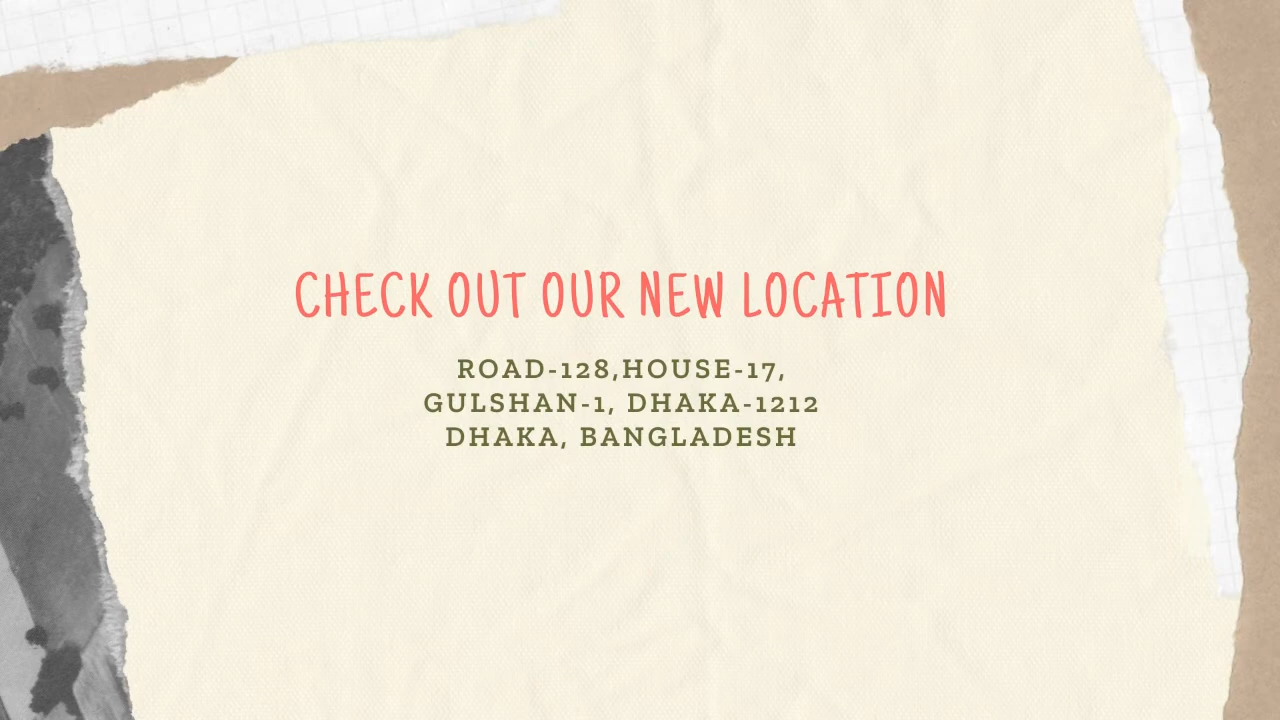 CHECK OUT OUR NEW LOCATION
ROAD-128,HOUSE-17,
GULSHAN-1, DHAKA-1212
DHAKA, BANGLADESH